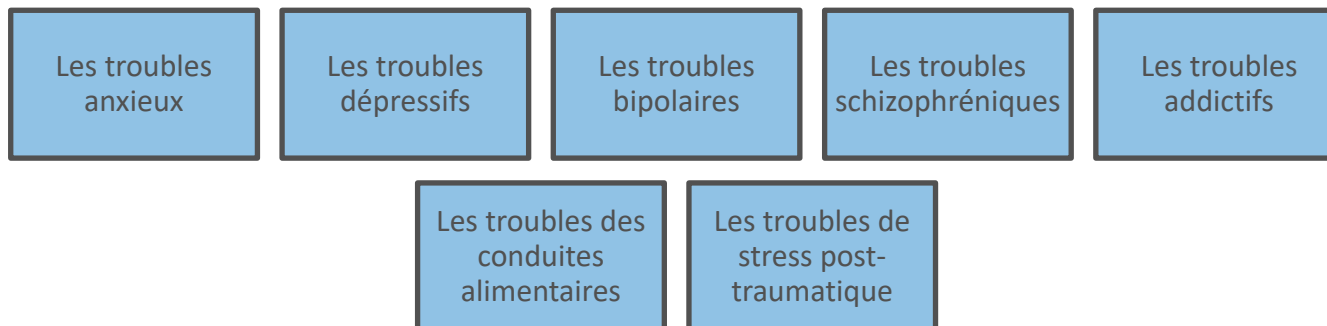 Les troubles
anxieux
Les troubles
dépressifs
Les troubles
bipolaires
Les troubles
schizophréniques
Les troubles
addictifs
Les troubles des
conduites
alimentaires
Les troubles de
stress post-
traumatique